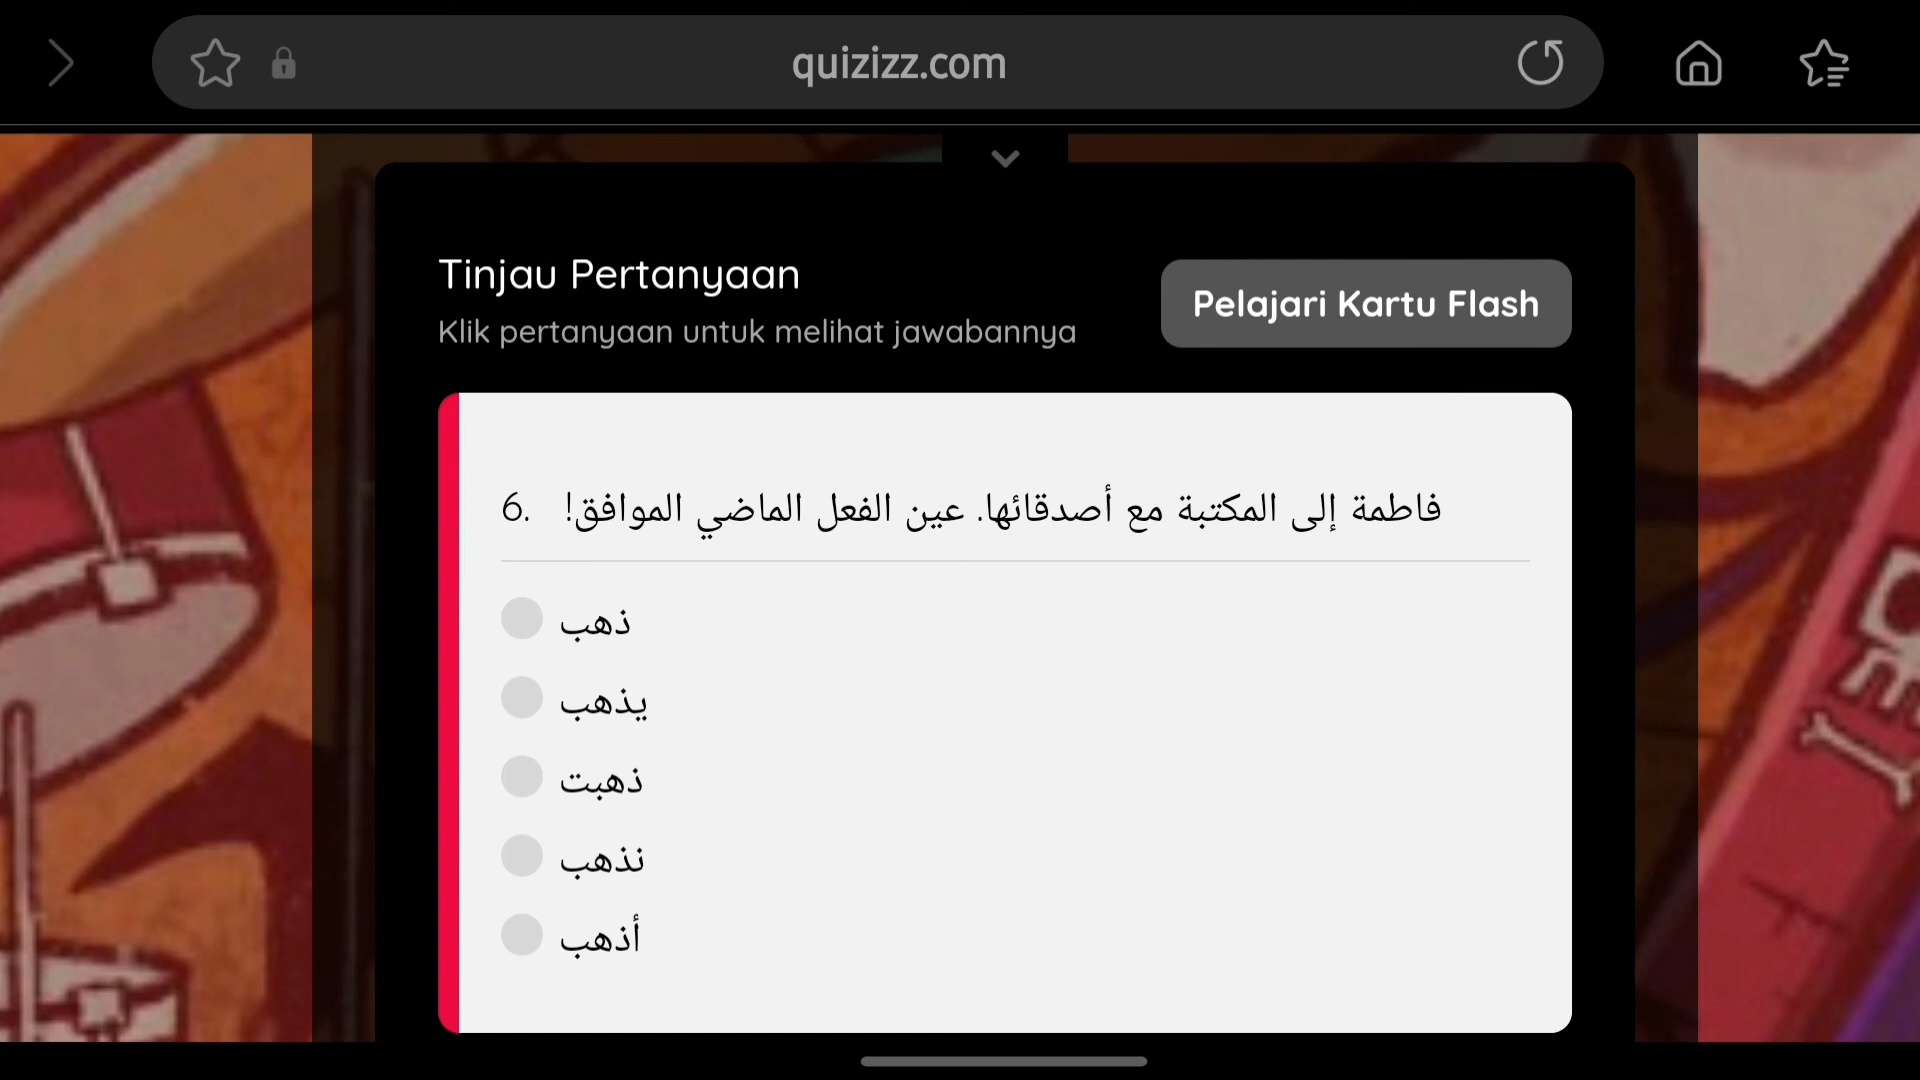 quizizz.com
Tinjau Pertanyaan
Klik pertanyaan untuk melihat jawabannya
Pelajari Kartu Flash
6. فاطمة إلى المكتبة مع أصدقائها. عين الفعل الماضي الموافق!
ذهب
يذهب
ذهبت
نذهب
أذهب